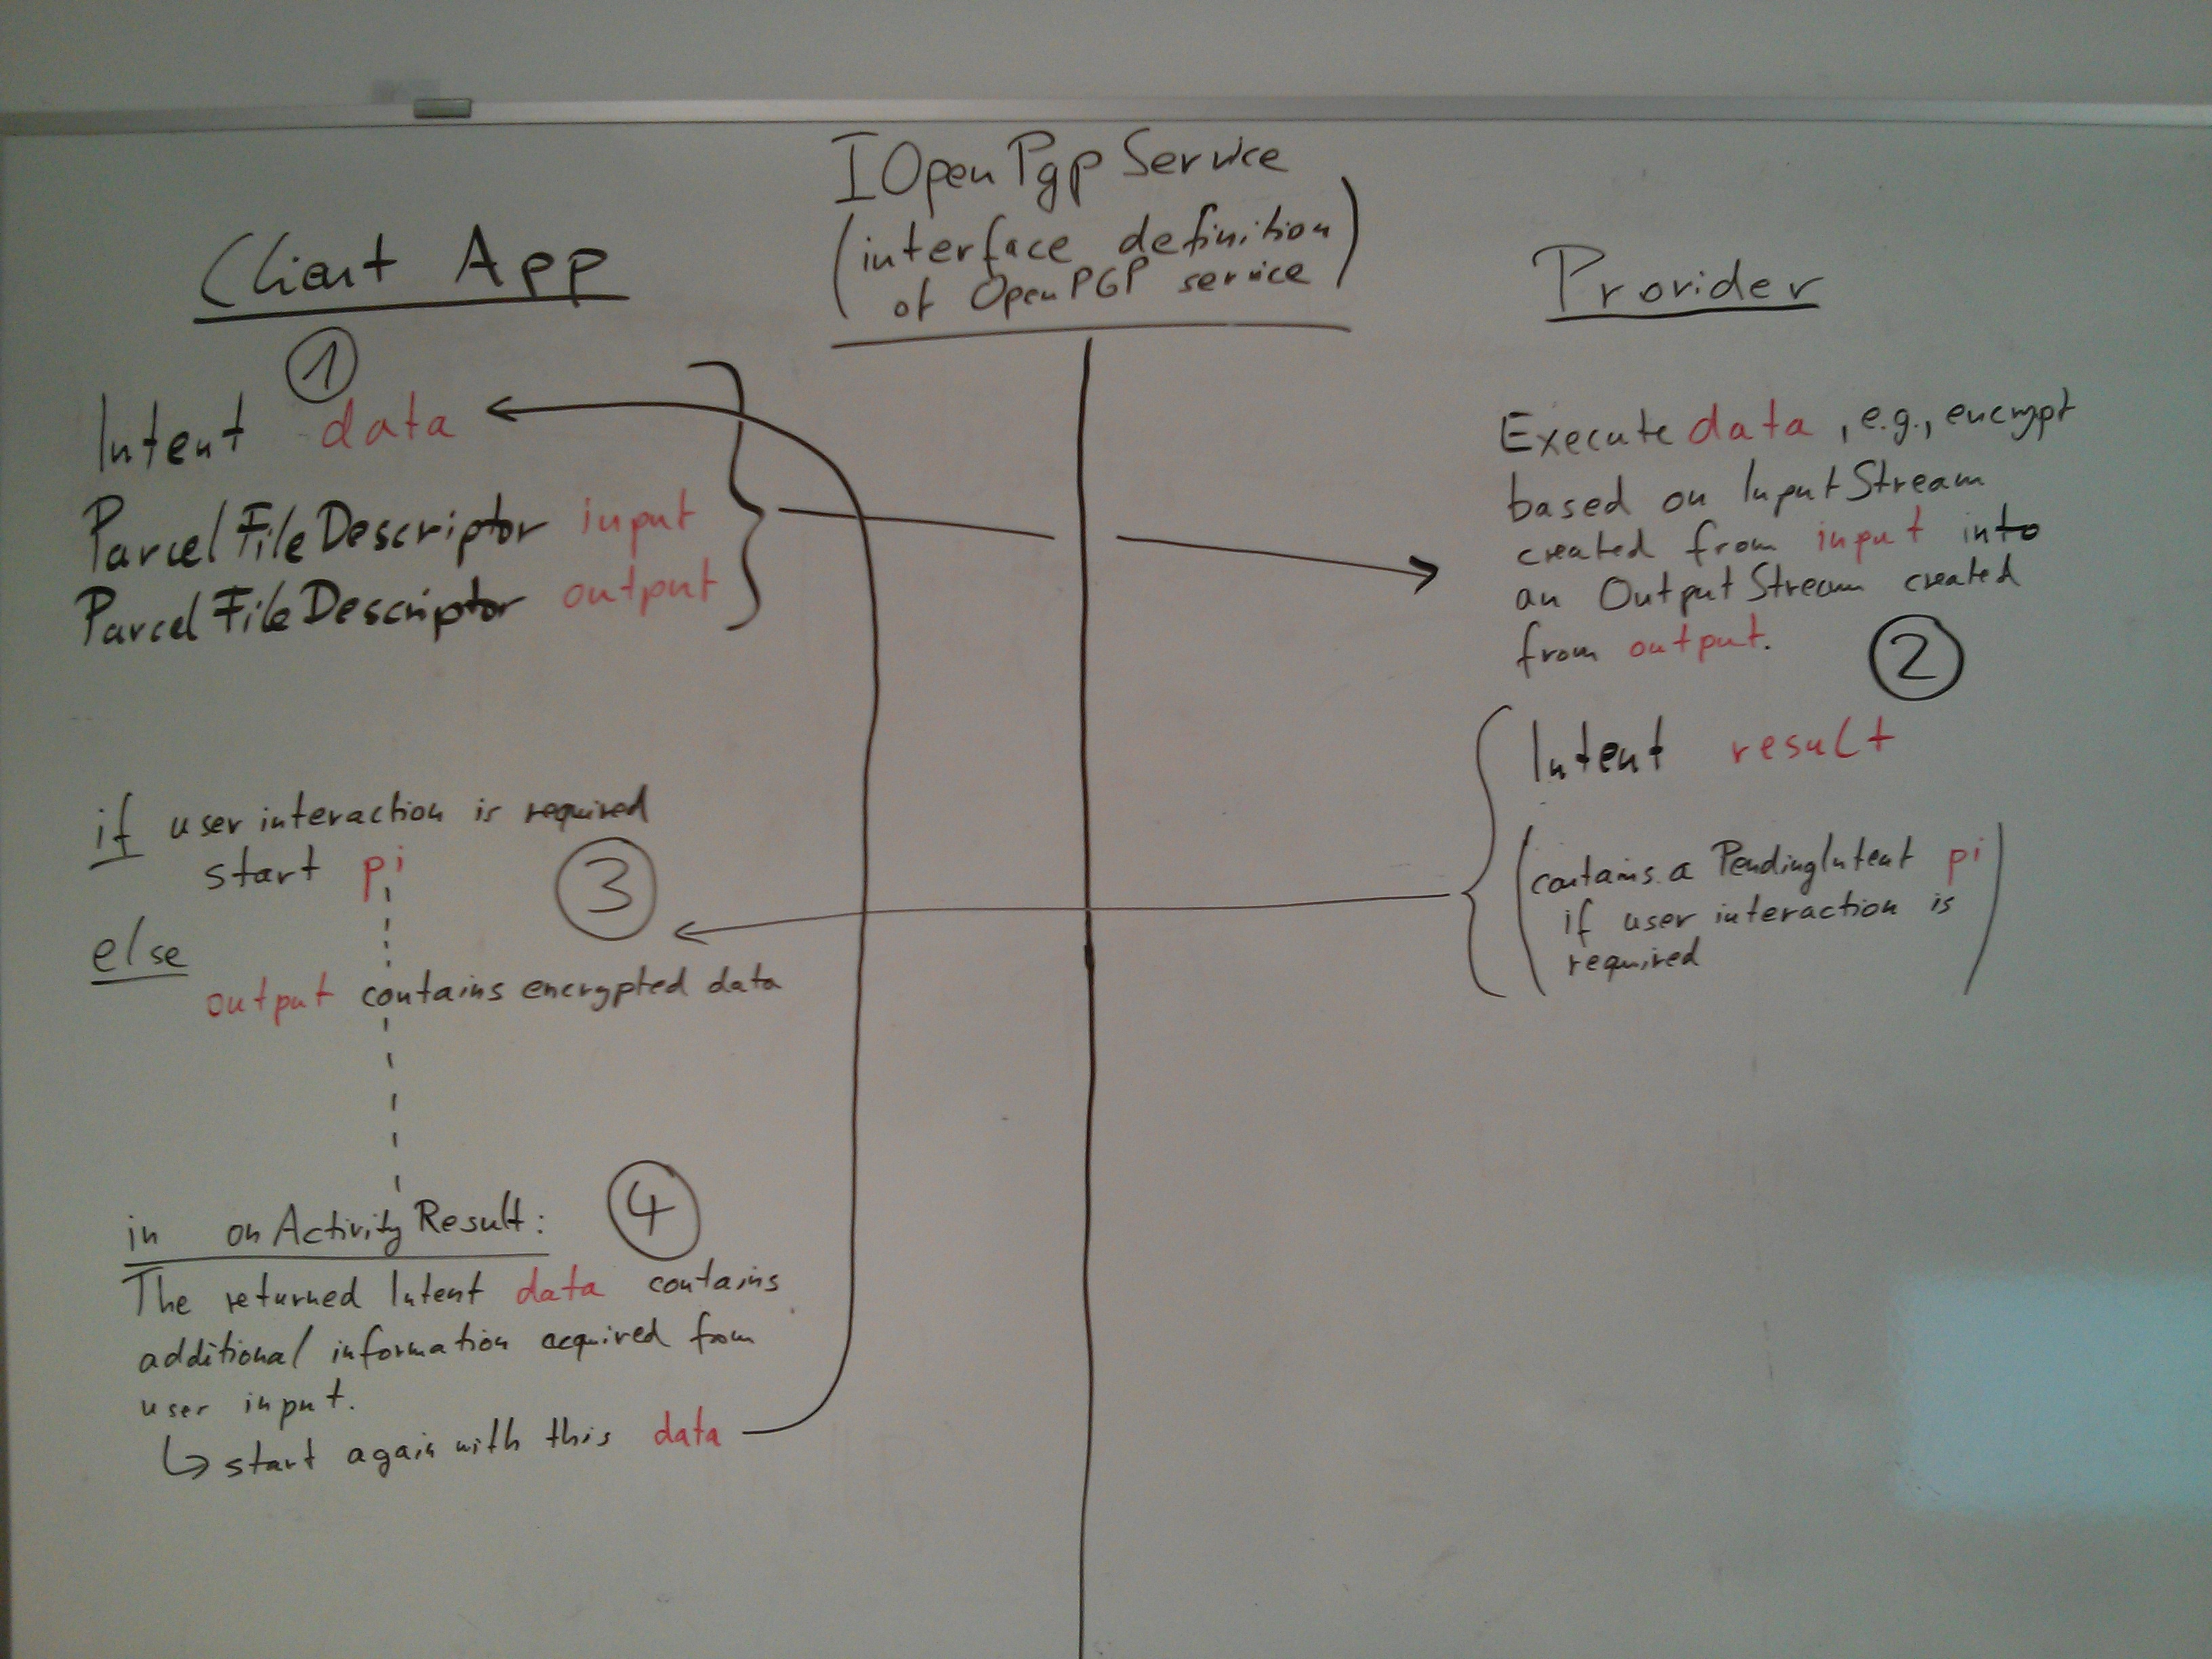 IOpenPgpService
(interface definition
of OpenPGP service)
Client App
1
Intent data
ParcelFileDescriptor input
ParcelFileDescriptor output
if user interaction is required
start pi
3
else
output contains encrypted data
in onActivityResult:
4
The returned Intent data contains
additional information acquired from
user input.
↳ start again with this data
Provider
Execute data, e.g., encrypt
based on InputStream
created from input into
an OutputStream created
from output.
2
Intent result
(contains a PendingIntent pi
if user interaction is
required)